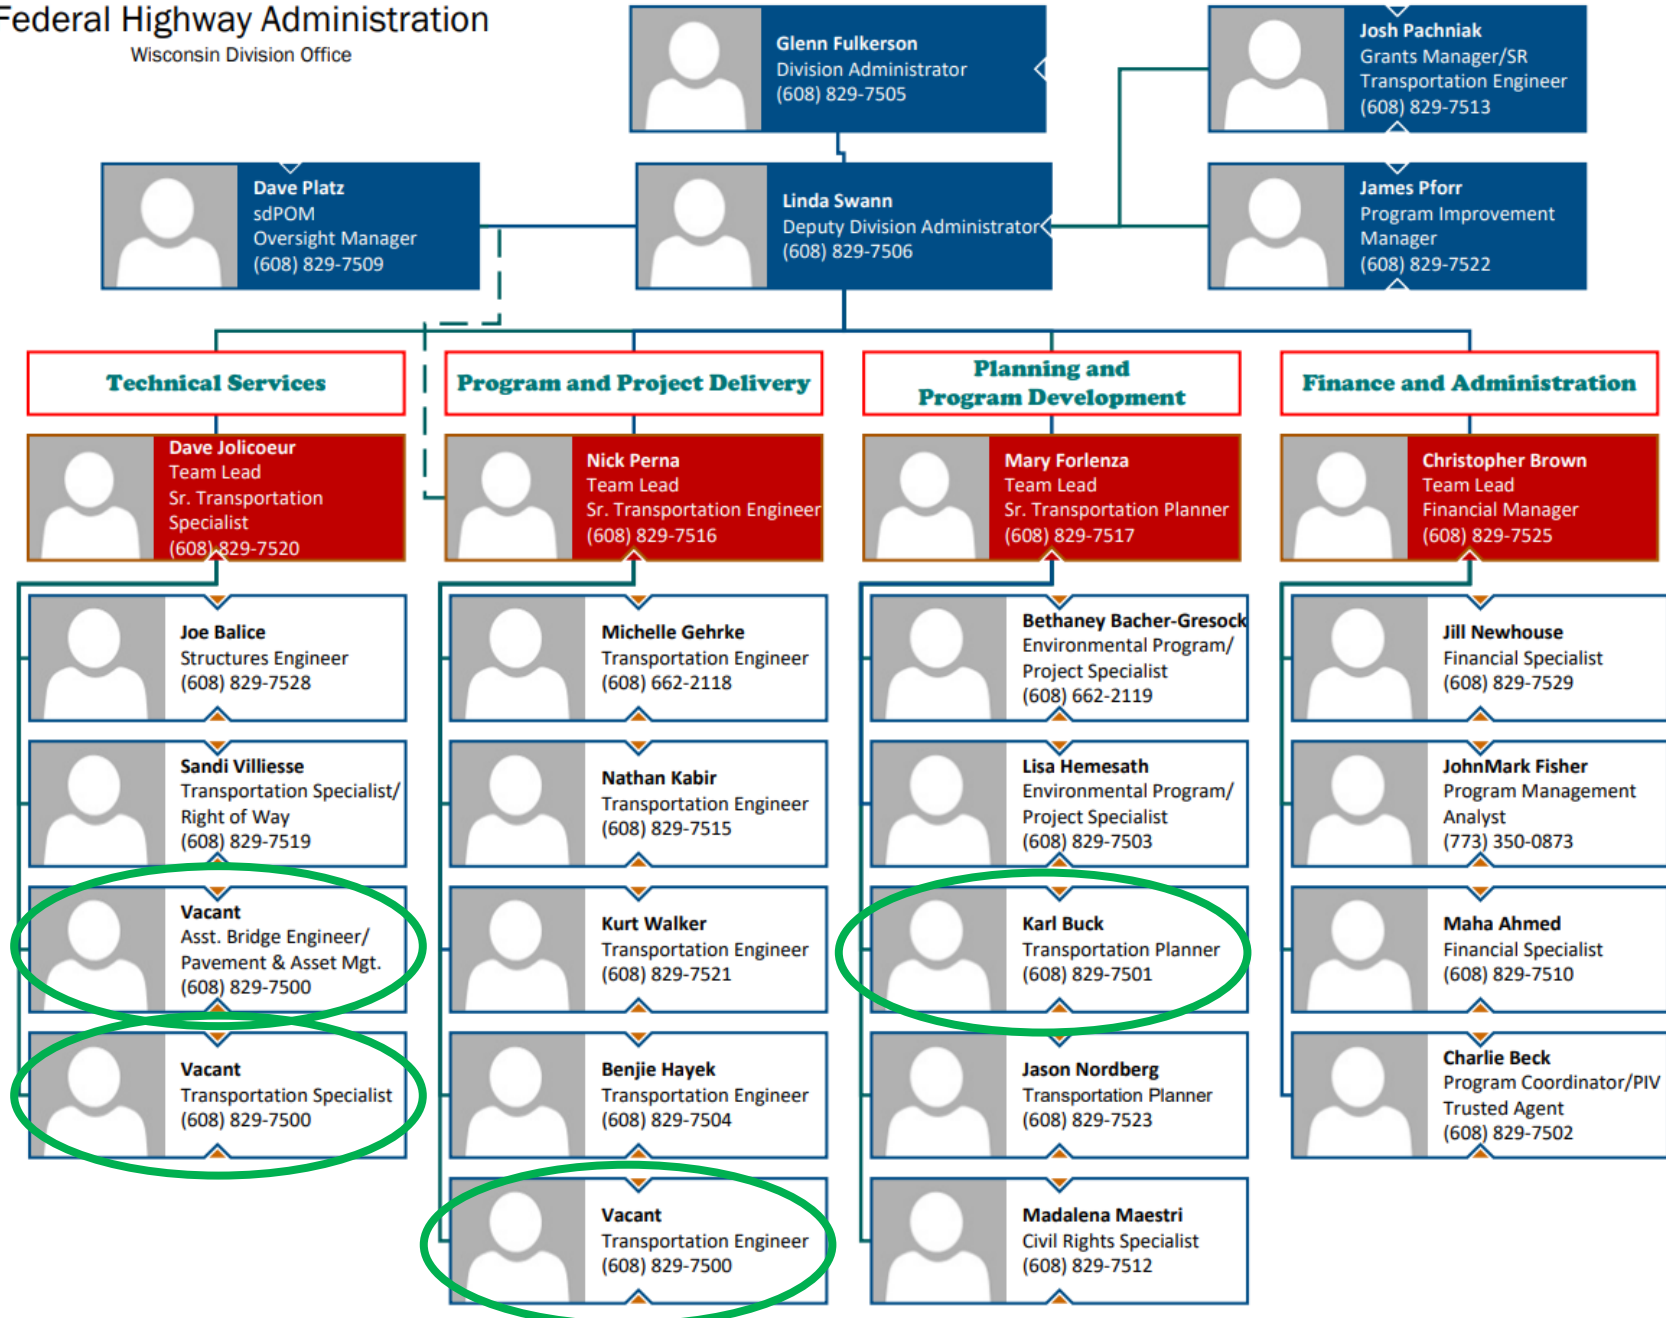 Federal Highway Administration
Wisconsin Division Office
Glenn Fulkerson
Division Administrator
(608) 829-7505
Josh Pachniak
Grants Manager/SR
Transportation Engineer
(608) 829-7513
Dave Platz
sdPOM
Oversight Manager
(608) 829-7509
Linda Swann
Deputy Division Administrator
(608) 829-7506
James Pforr
Program Improvement
Manager
(608) 829-7522
Technical Services
Program and Project Delivery
Planning and
Program Development
Finance and Administration
Dave Jolicoeur
Team Lead
Sr. Transportation
Specialist
(608) 829-7520
Nick Perna
Team Lead
Sr. Transportation Engineer
(608) 829-7516
Mary Forlenza
Team Lead
Sr. Transportation Planner
(608) 829-7517
Christopher Brown
Team Lead
Financial Manager
(608) 829-7525
Joe Balice
Structures Engineer
(608) 829-7528
Michelle Gehrke
Transportation Engineer
(608) 662-2118
Bethaney Bacher-Gresock
Environmental Program/
Project Specialist
(608) 662-2119
Jill Newhouse
Financial Specialist
(608) 829-7529
Sandi Villiesse
Transportation Specialist/
Right of Way
(608) 829-7519
Nathan Kabir
Transportation Engineer
(608) 829-7515
Lisa Hemesath
Environmental Program/
Project Specialist
(608) 829-7503
JohnMark Fisher
Program Management
Analyst
(773) 350-0873
Vacant
Asst. Bridge Engineer/
Pavement & Asset Mgt.
(608) 829-7500
Kurt Walker
Transportation Engineer
(608) 829-7521
Karl Buck
Transportation Planner
(608) 829-7501
Maha Ahmed
Financial Specialist
(608) 829-7510
Vacant
Transportation Specialist
(608) 829-7500
Benjie Hayek
Transportation Engineer
(608) 829-7504
Jason Nordberg
Transportation Planner
(608) 829-7523
Charlie Beck
Program Coordinator/PIV
Trusted Agent
(608) 829-7502
Vacant
Transportation Engineer
(608) 829-7500
Madalena Maestri
Civil Rights Specialist
(608) 829-7512